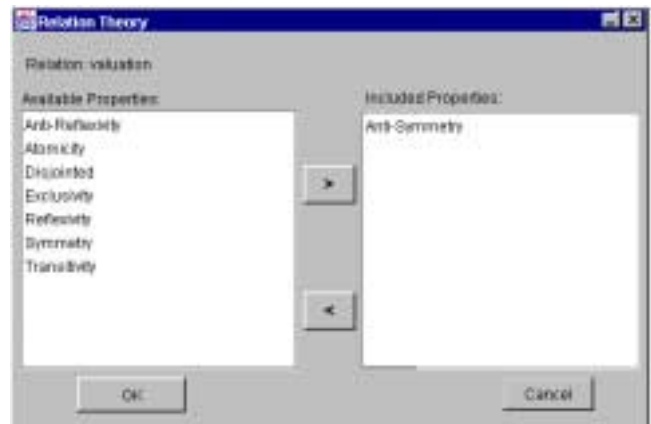 Relation Theory
Relation: valuation
Available Properties:
Anti-Reflexivity
Atomicity
Disjointed
Exclusivity
Reflexivity
Symmetry
Transitivity
>
<
Included Properties:
Anti-Symmetry
OK
Cancel